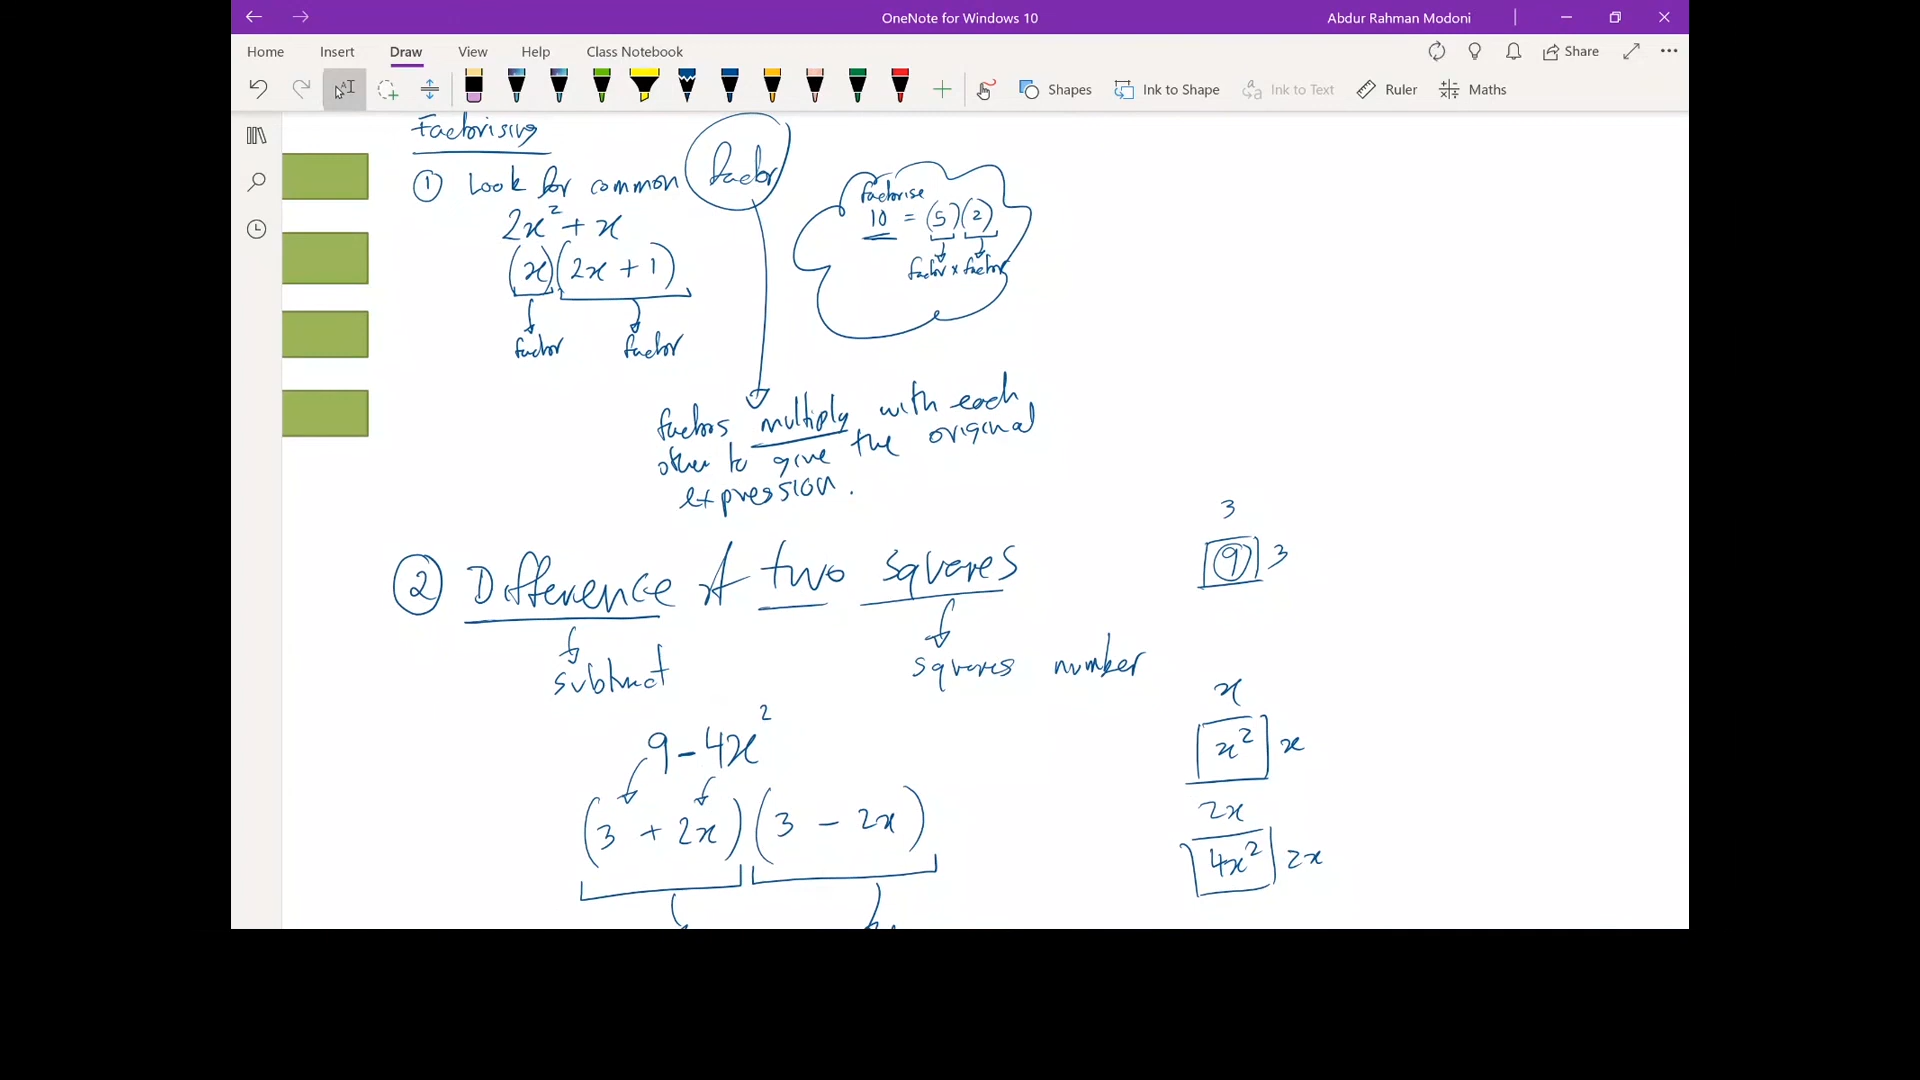 OneNote for Windows 10
Abdur Rahman Modoni
Home Insert Draw View Help Class Notebook
Share
Shapes
Ink to Shape
Ink to Text
Ruler
Maths
Factorising
① Look for common factor
2x² + x
(x)(2x + 1)
factor factor
factorise
10 = (5)(2)
factor x factor
factors multiply with each
other to give the original
expression.
② Difference of two squares
subtract
squares number
9 - 4x²
(3 + 2x)(3 - 2x)
3
9 3
x
x² x
2x
4x² 2x